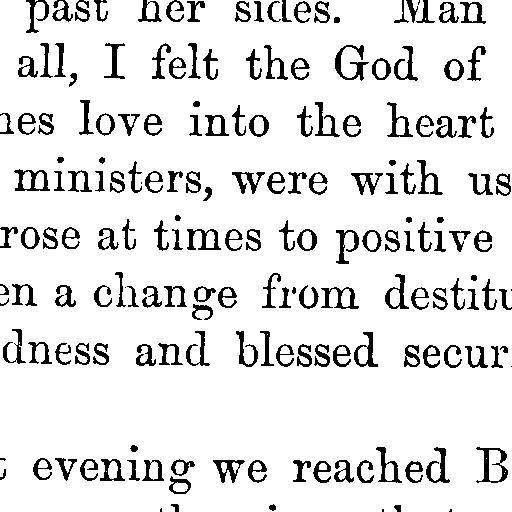 past her sides. Man
all, I felt the God of
nes love into the heart
ministers, were with us
rose at times to positive
en a change from destitu
dness and blessed secur
evening we reached B